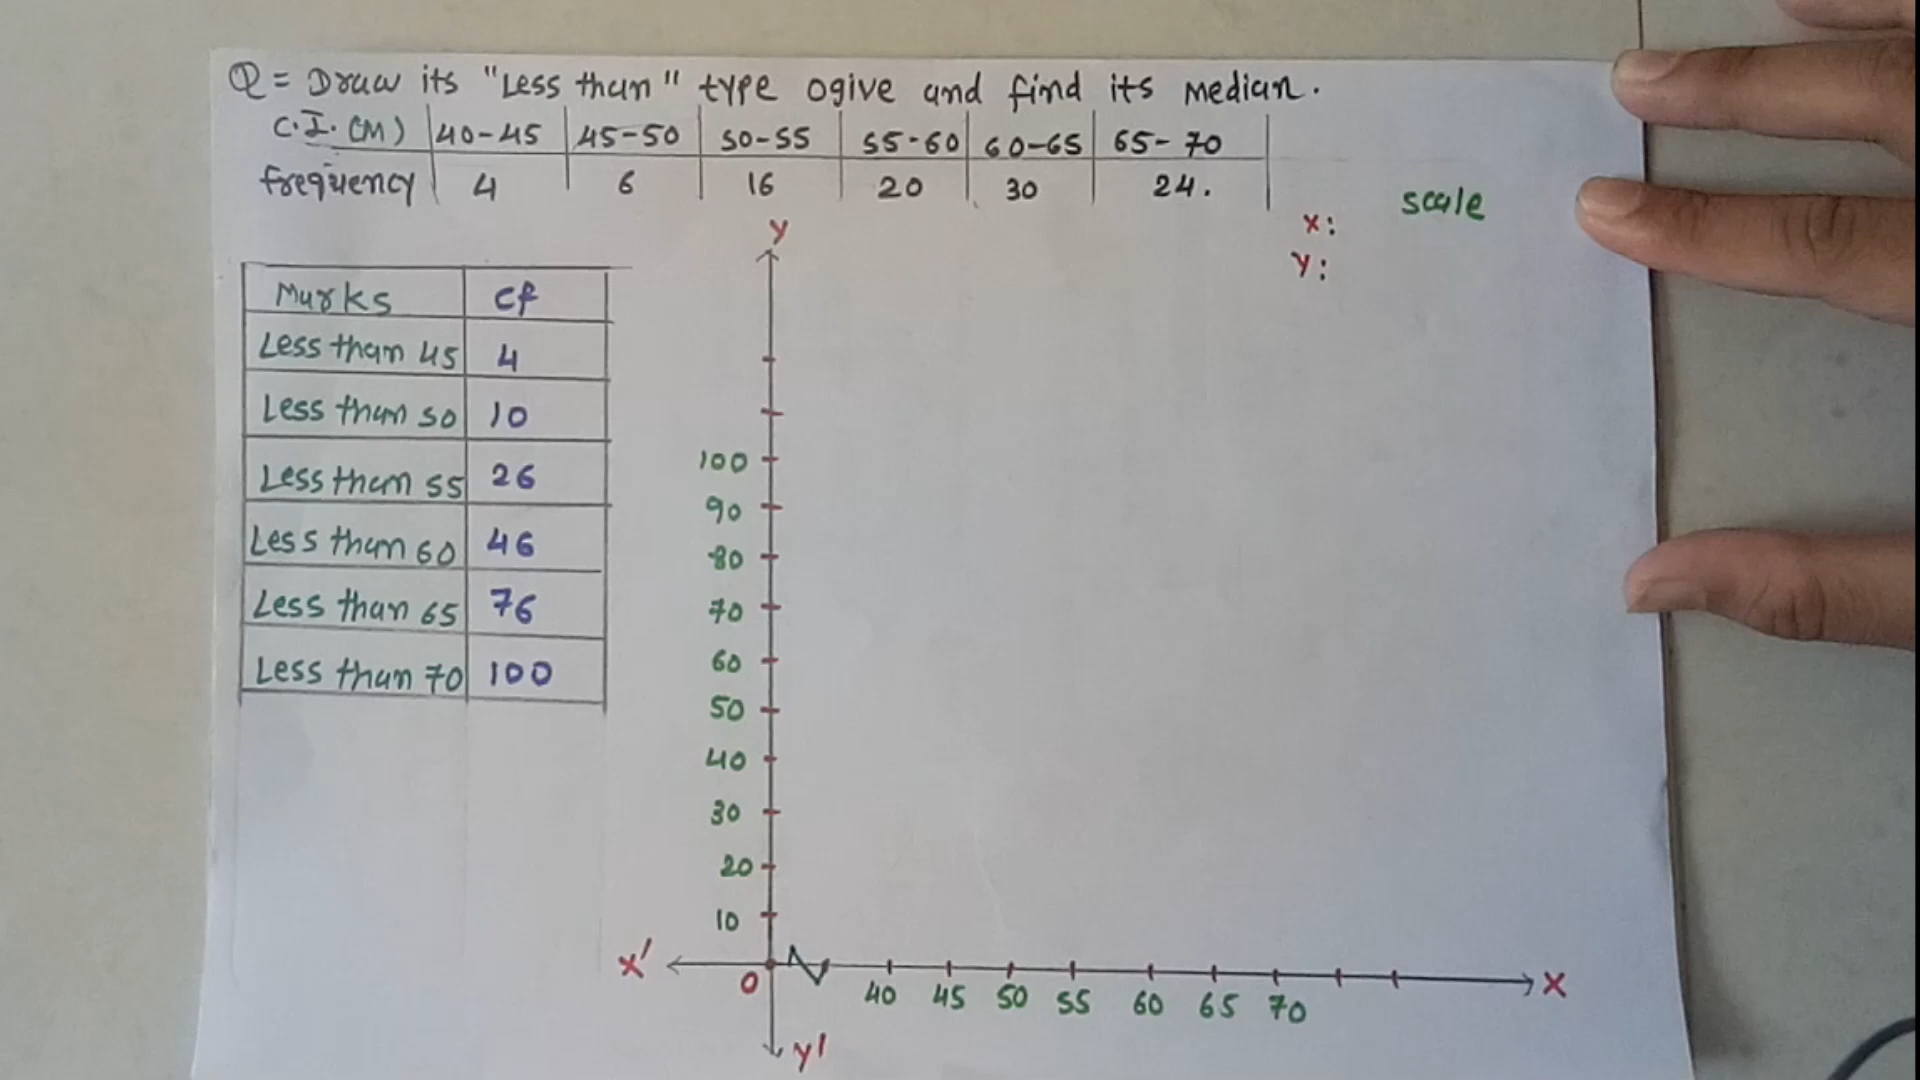 Q = Draw its "Less than" type ogive and find its median.
C.I. (M) 40-45 45-50 50-55 55-60 60-65 65-70
frequency 4 6 16 20 30 24.
scale
X:
Y:
Y
Marks cf
Less than 45 4
Less than 50 10
Less than 55 26
Less than 60 46
Less than 65 76
Less than 70 100
100
90
80
70
60
50
40
30
20
10
X' 0 X
40 45 50 55 60 65 70
Y'